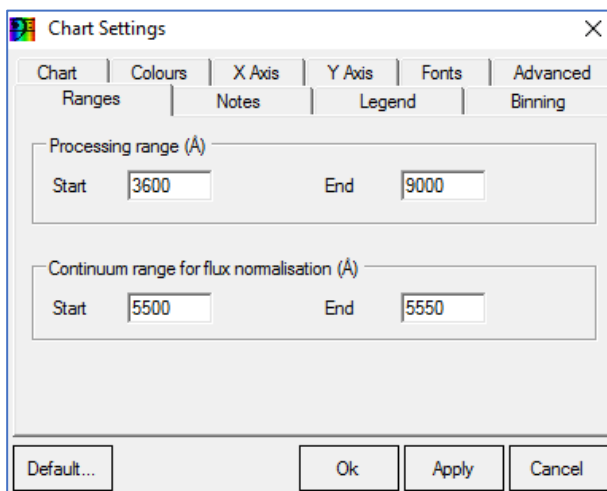 Chart Settings
Chart Colours X Axis Y Axis Fonts Advanced
Ranges Notes Legend Binning
Processing range (Å)
Start 3600 End 9000
Continuum range for flux normalisation (Å)
Start 5500 End 5550
Default... Ok Apply Cancel